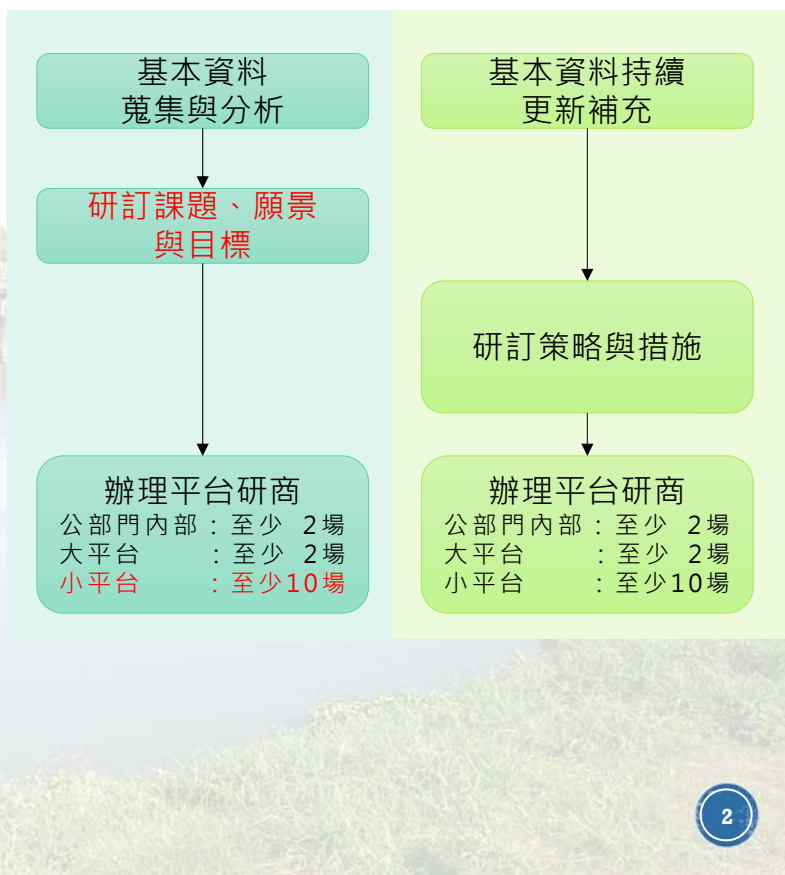 基本資料
蒐集與分析
研訂課題、願景
與目標
辦理平台研商
公部門內部：至少 2場
大平台　　：至少 2場
小平台　　：至少10場
基本資料持續
更新補充
研訂策略與措施
辦理平台研商
公部門內部：至少 2場
大平台　　：至少 2場
小平台　　：至少10場
2